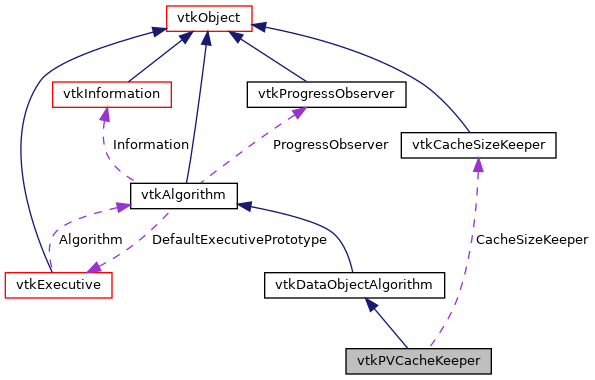 vtkObject
vtkInformation
vtkProgressObserver
vtkCacheSizeKeeper
Information
ProgressObserver
vtkAlgorithm
Algorithm
DefaultExecutivePrototype
CacheSizeKeeper
vtkExecutive
vtkDataObjectAlgorithm
vtkPVCacheKeeper